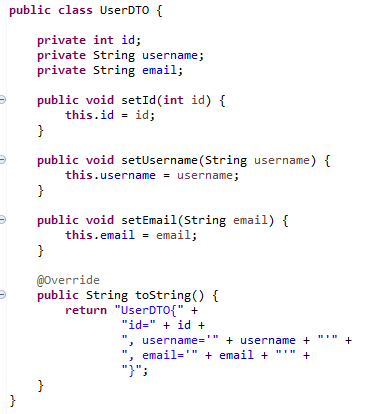 public class UserDTO {
    private int id;
    private String username;
    private String email;
    public void setId(int id) {
        this.id = id;
    }
    public void setUsername(String username) {
        this.username = username;
    }
    public void setEmail(String email) {
        this.email = email;
    }
    @Override
    public String toString() {
        return "UserDTO{" +
                "id=" + id +
                ", username='" + username + "'" +
                ", email='" + email + "'" +
                "}";
    }
}